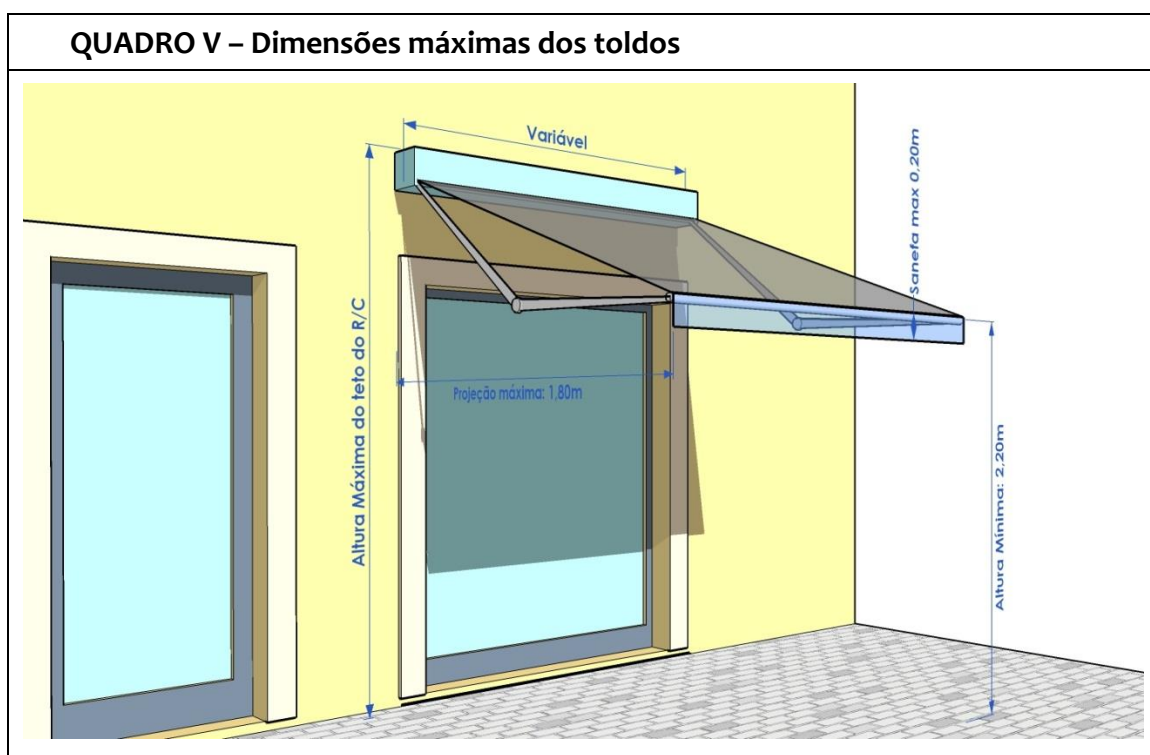 QUADRO V – Dimensões máximas dos toldos
Variável
Sanefa max 0,20m
Altura Máxima do teto do R/C
Projeção máxima: 1,80m
Altura Mínima: 2,20m